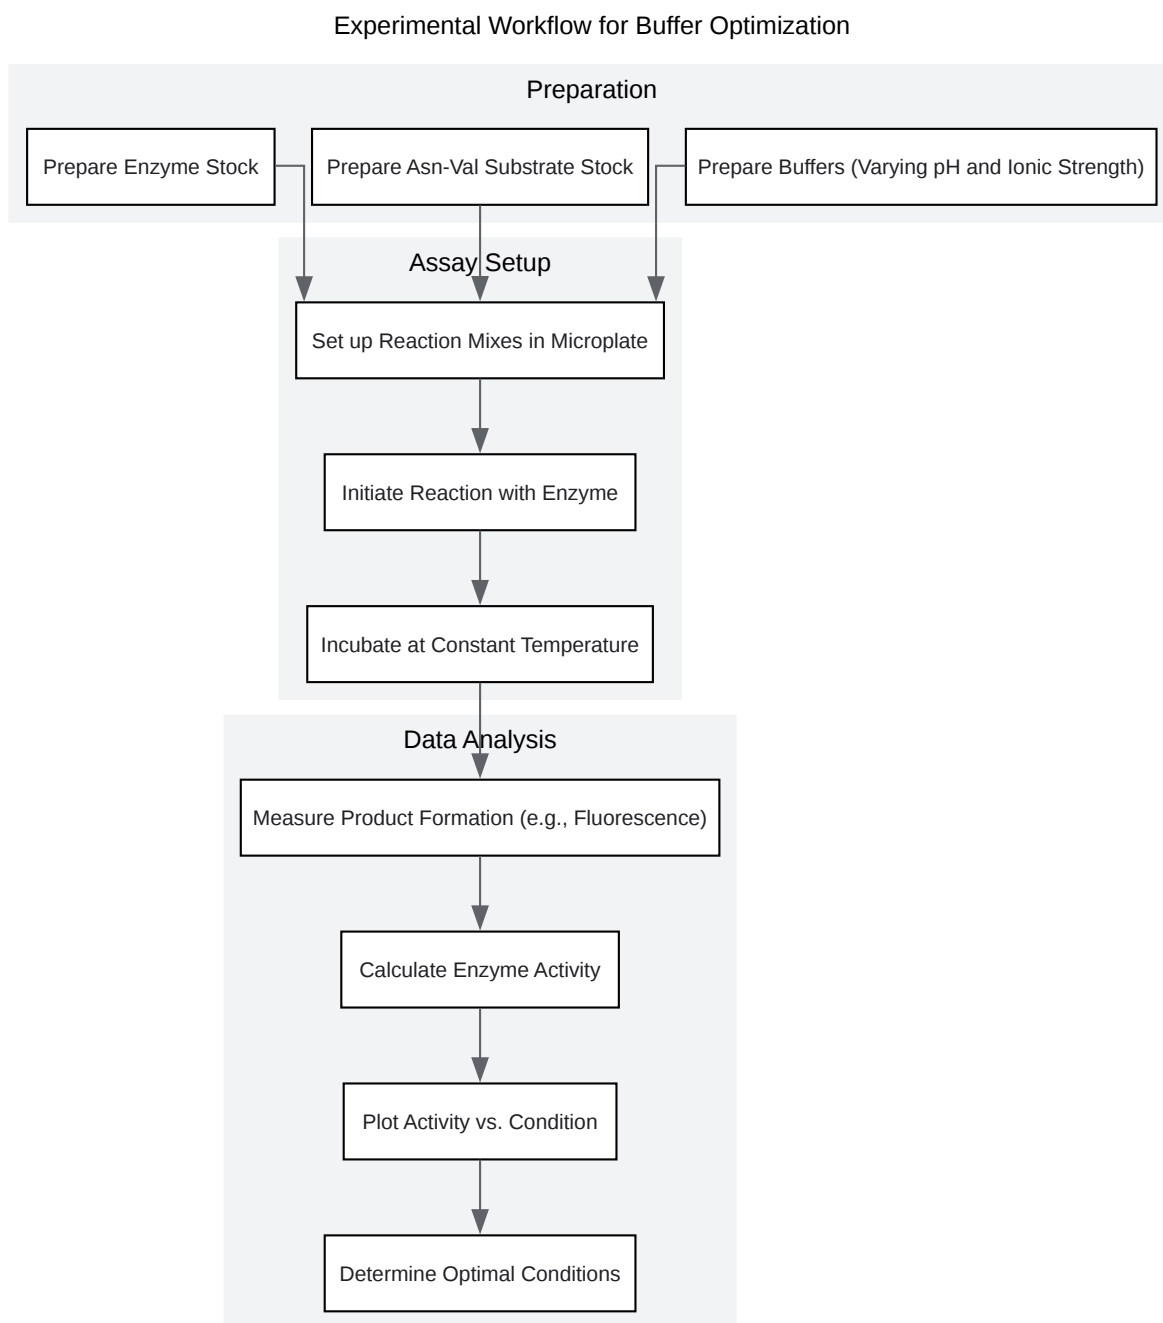 Experimental Workflow for Buffer Optimization
Preparation
Prepare Enzyme Stock
Prepare Asn-Val Substrate Stock
Prepare Buffers (Varying pH and Ionic Strength)
Assay Setup
Set up Reaction Mixes in Microplate
Initiate Reaction with Enzyme
Incubate at Constant Temperature
Data Analysis
Measure Product Formation (e.g., Fluorescence)
Calculate Enzyme Activity
Plot Activity vs. Condition
Determine Optimal Conditions